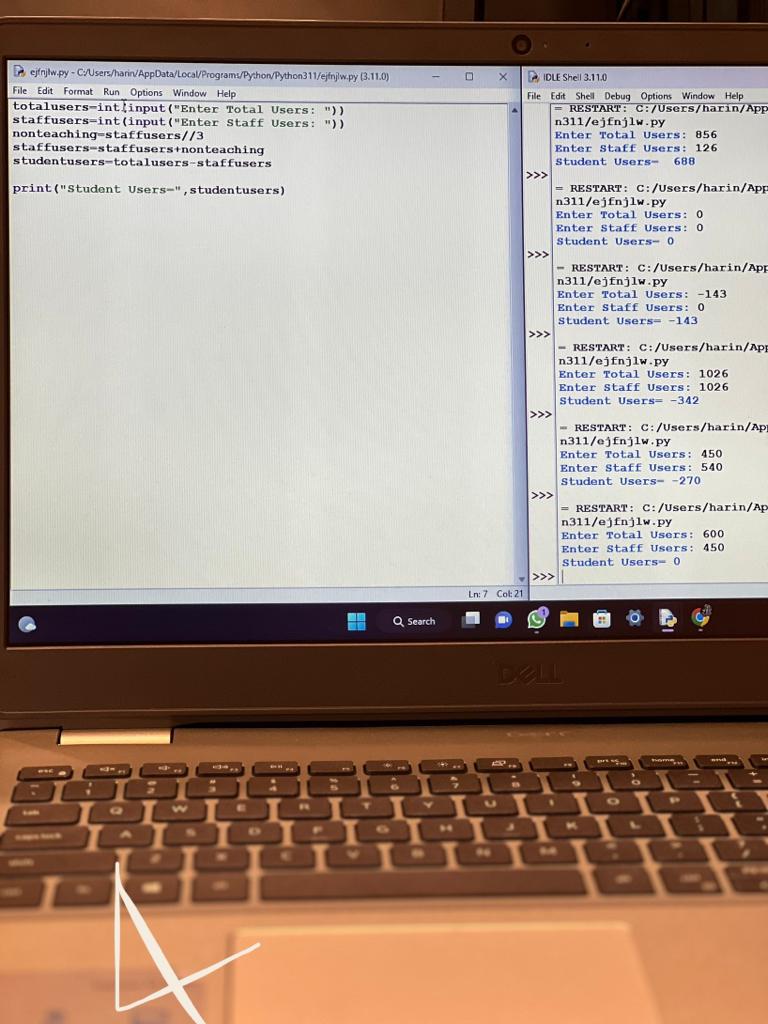 ejfnjlw.py - C:/Users/harin/AppData/Local/Programs/Python/Python311/ejfnjlw.py (3.11.0)
File Edit Format Run Options Window Help
totalusers=int(input("Enter Total Users: "))
staffusers=int(input("Enter Staff Users: "))
nonteaching=staffusers//3
staffusers=staffusers+nonteaching
studentusers=totalusers-staffusers
print("Student Users=",studentusers)
Ln: 7 Col: 21
IDLE Shell 3.11.0
File Edit Shell Debug Options Window Help
= RESTART: C:/Users/harin/App
n311/ejfnjlw.py
Enter Total Users: 856
Enter Staff Users: 126
Student Users= 688
>>>
= RESTART: C:/Users/harin/App
n311/ejfnjlw.py
Enter Total Users: 0
Enter Staff Users: 0
Student Users= 0
>>>
= RESTART: C:/Users/harin/App
n311/ejfnjlw.py
Enter Total Users: -143
Enter Staff Users: 0
Student Users= -143
>>>
= RESTART: C:/Users/harin/App
n311/ejfnjlw.py
Enter Total Users: 1026
Enter Staff Users: 1026
Student Users= -342
>>>
= RESTART: C:/Users/harin/App
n311/ejfnjlw.py
Enter Total Users: 450
Enter Staff Users: 540
Student Users= -270
>>>
= RESTART: C:/Users/harin/App
n311/ejfnjlw.py
Enter Total Users: 600
Enter Staff Users: 450
Student Users= 0
>>>
Search
DELL
esc
home
end
tab Q W E R T Y U I O P
caps lock A S D F G H J K L
shift